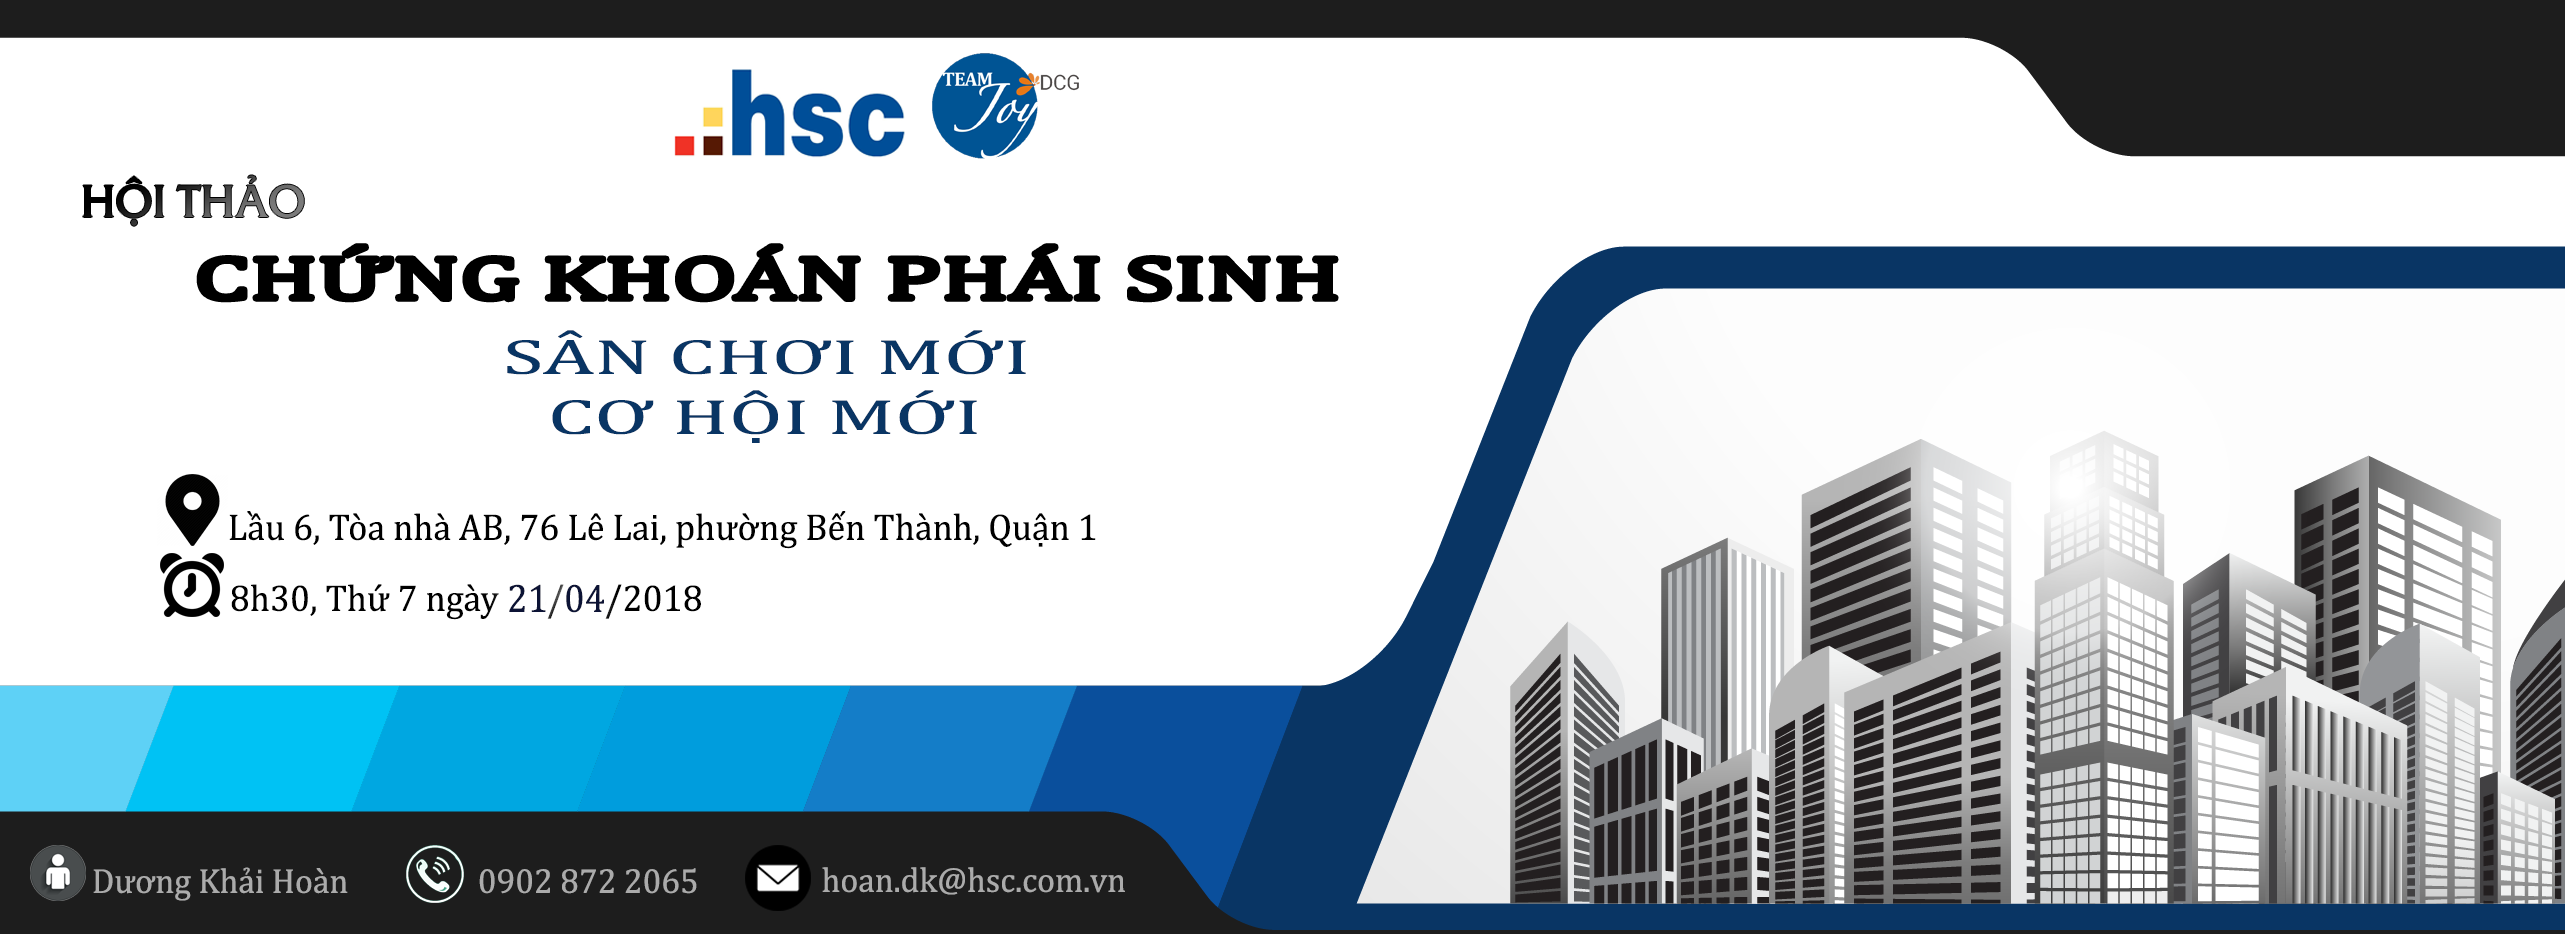 hsc
TEAM Joy DCG
HỘI THẢO
CHỨNG KHOÁN PHÁI SINH
SÂN CHƠI MỚI
CƠ HỘI MỚI
Lầu 6, Tòa nhà AB, 76 Lê Lai, phường Bến Thành, Quận 1
8h30, Thứ 7 ngày 21/04/2018
Dương Khải Hoàn 0902 872 2065 hoan.dk@hsc.com.vn